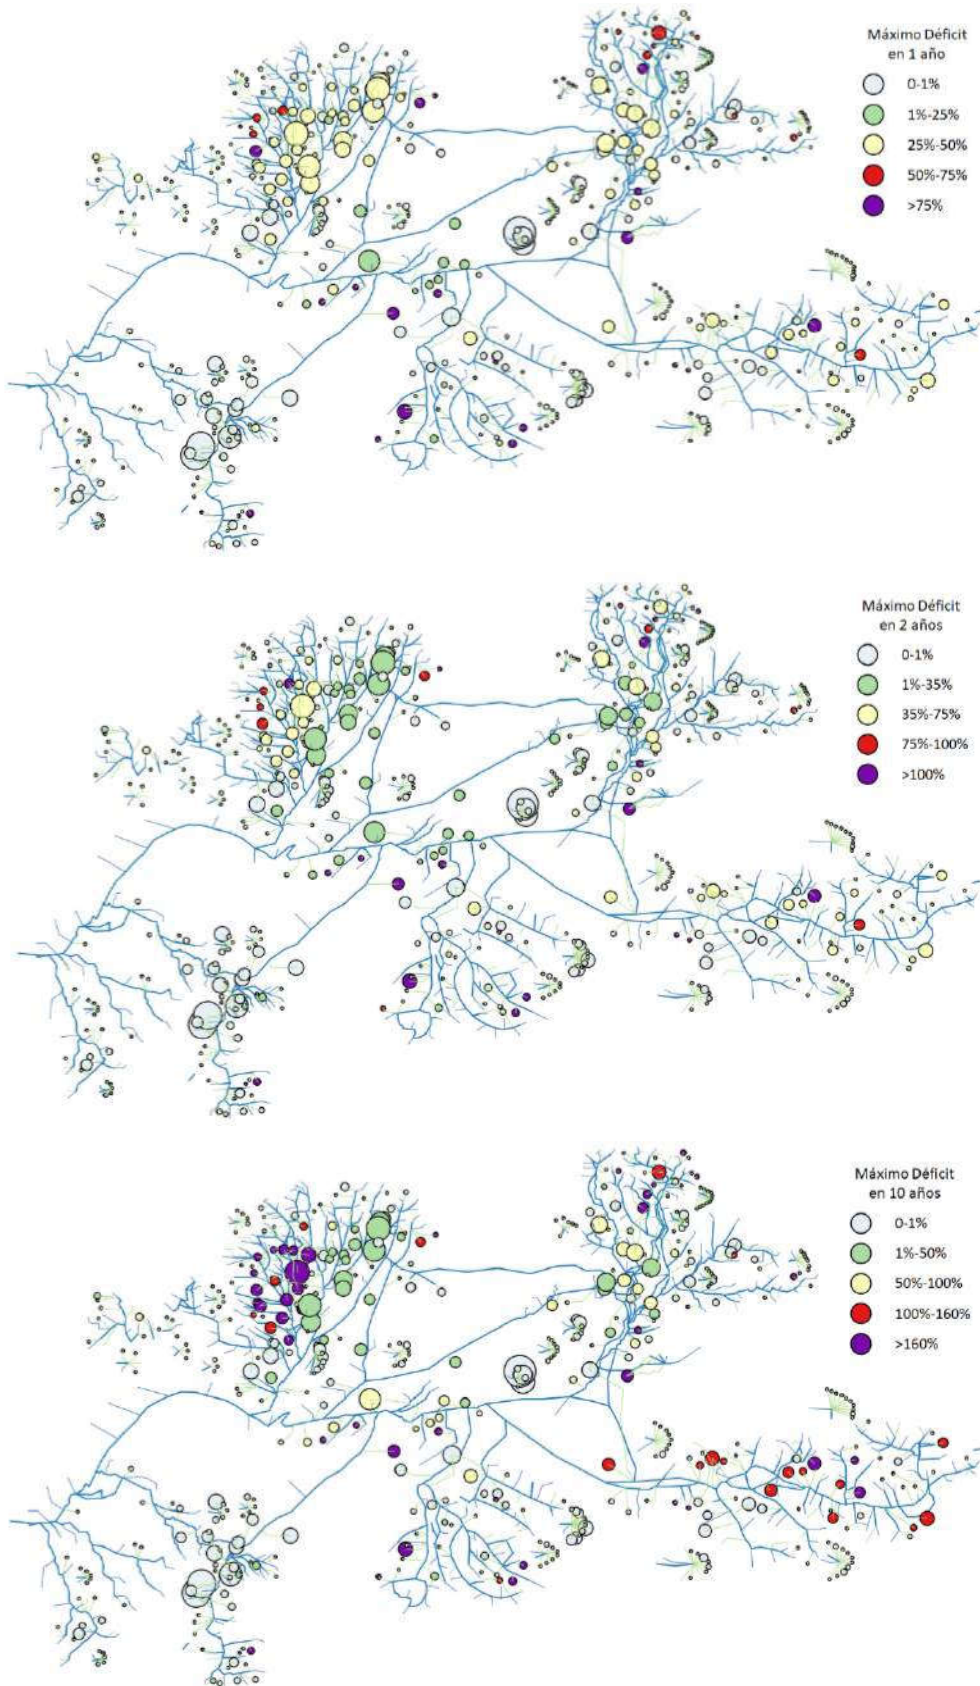 Máximo Déficit
en 1 año
0-1%
1%-25%
25%-50%
50%-75%
>75%
Máximo Déficit
en 2 años
0-1%
1%-35%
35%-75%
75%-100%
>100%
Máximo Déficit
en 10 años
0-1%
1%-50%
50%-100%
100%-160%
>160%